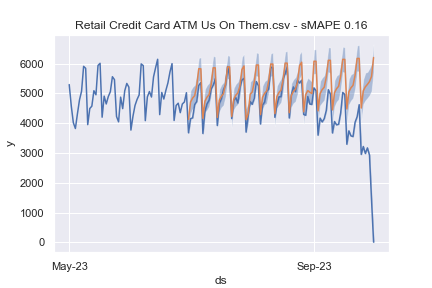 Retail Credit Card ATM Us On Them.csv - sMAPE 0.16
y
6000
5000
4000
3000
2000
1000
0
May-23
Sep-23
ds